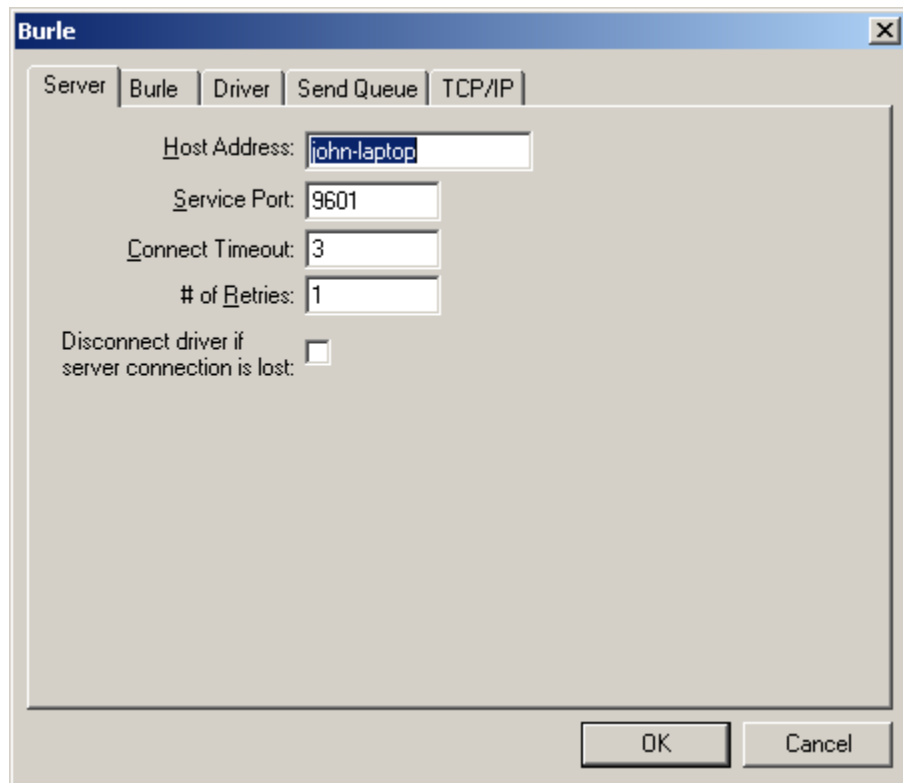 Burle
Server Burle Driver Send Queue TCP/IP
Host Address: john-laptop
Service Port: 9601
Connect Timeout: 3
# of Retries: 1
Disconnect driver if
server connection is lost:
OK Cancel